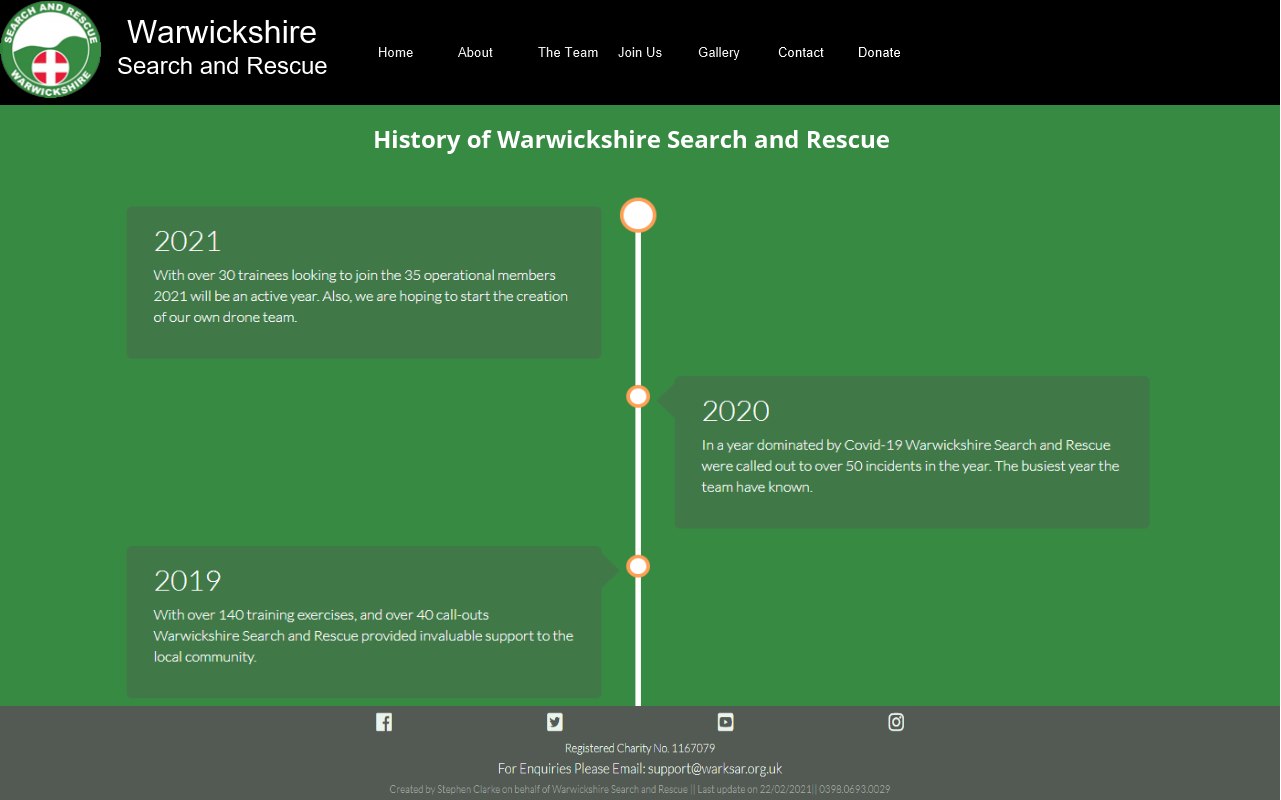 SEARCH AND RESCUE
WARWICKSHIRE
Warwickshire
Search and Rescue
Home About The Team Join Us Gallery Contact Donate
History of Warwickshire Search and Rescue
2021
With over 30 trainees looking to join the 35 operational members
2021 will be an active year. Also, we are hoping to start the creation
of our own drone team.
2020
In a year dominated by Covid-19 Warwickshire Search and Rescue
were called out to over 50 incidents in the year. The busiest year the
team have known.
2019
With over 140 training exercises, and over 40 call-outs
Warwickshire Search and Rescue provided invaluable support to the
local community.
Registered Charity No. 1167079
For Enquiries Please Email: support@warksar.org.uk
Created by Stephen Clarke on behalf of Warwickshire Search and Rescue || Last update on 22/02/2021|| 0398.0693.0029